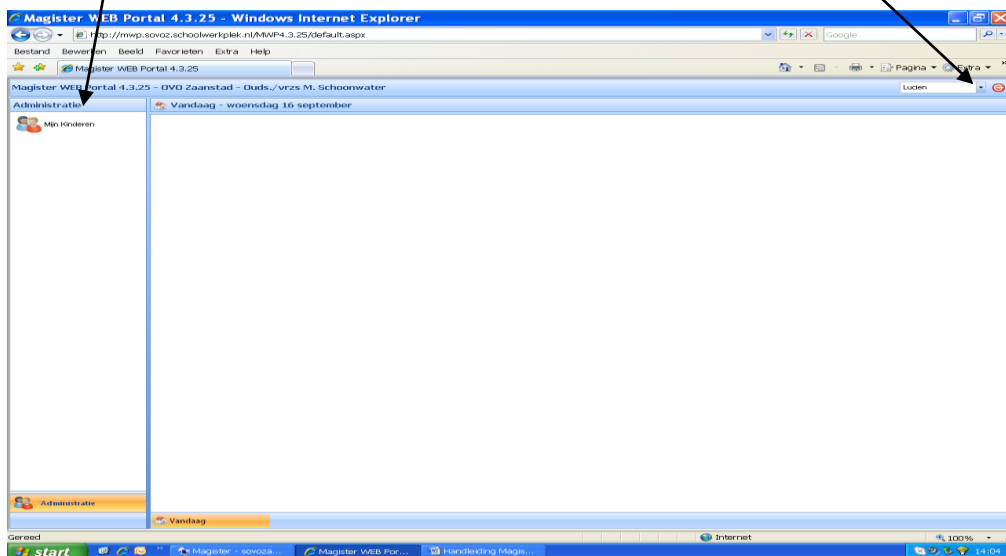 Magister WEB Portal 4.3.25 - Windows Internet Explorer
http://mwp.sovoz.schoolwerkplek.nl/MWP4.3.25/default.aspx
Google
Bestand Bewerken Beeld Favorieten Extra Help
Magister WEB Portal 4.3.25
Pagina Extra
Magister WEB Portal 4.3.25 - OVO Zaanstad - Ouds./vrzs M. Schoonwater
Lucien
Administratie
Vandaag - woensdag 16 september
Mijn Kinderen
Administratie
Vandaag
Gereed
Internet
100%
start
Magister - sovoza...
Magister WEB Por...
Handleiding Magis...
14:04